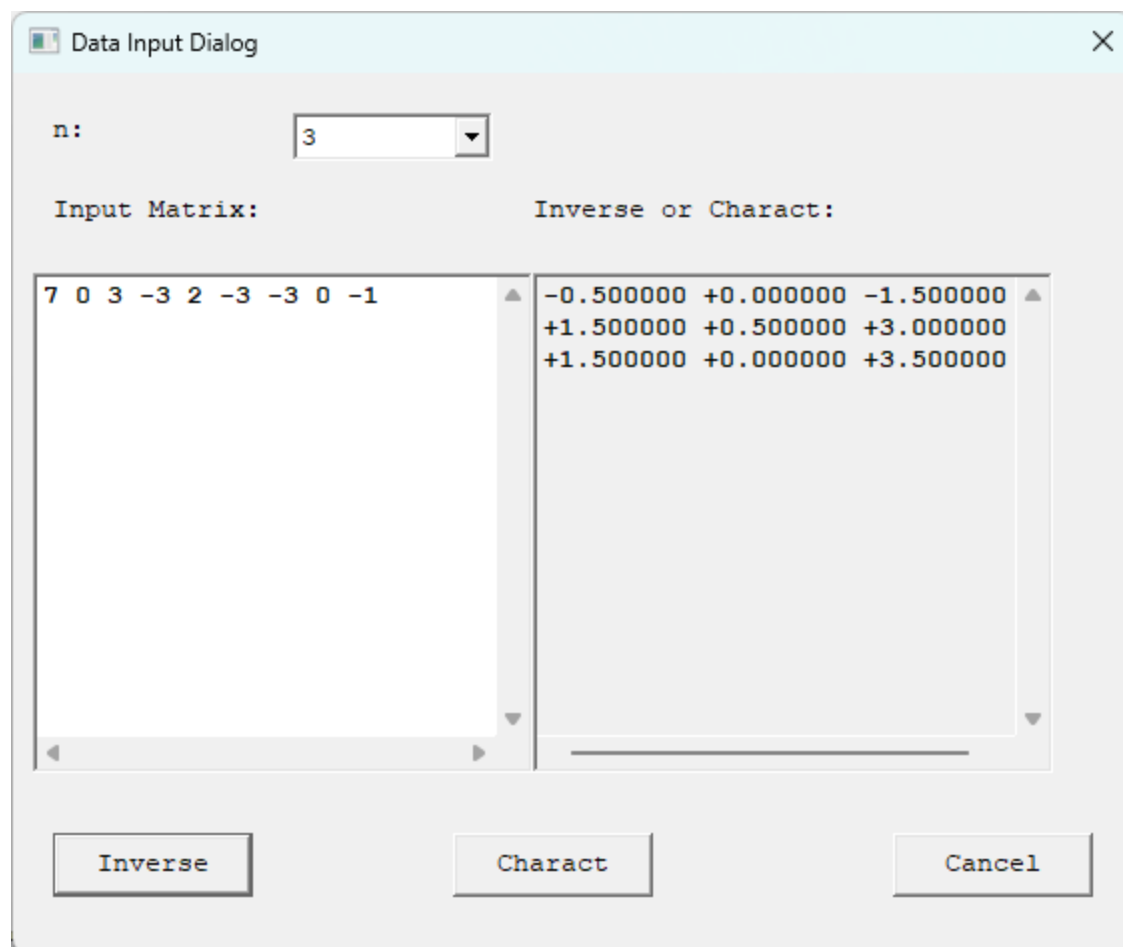 Data Input Dialog
n:
3
Input Matrix:
Inverse or Charact:
7 0 3 -3 2 -3 -3 0 -1
-0.500000 +0.000000 -1.500000
+1.500000 +0.500000 +3.000000
+1.500000 +0.000000 +3.500000
Inverse
Charact
Cancel